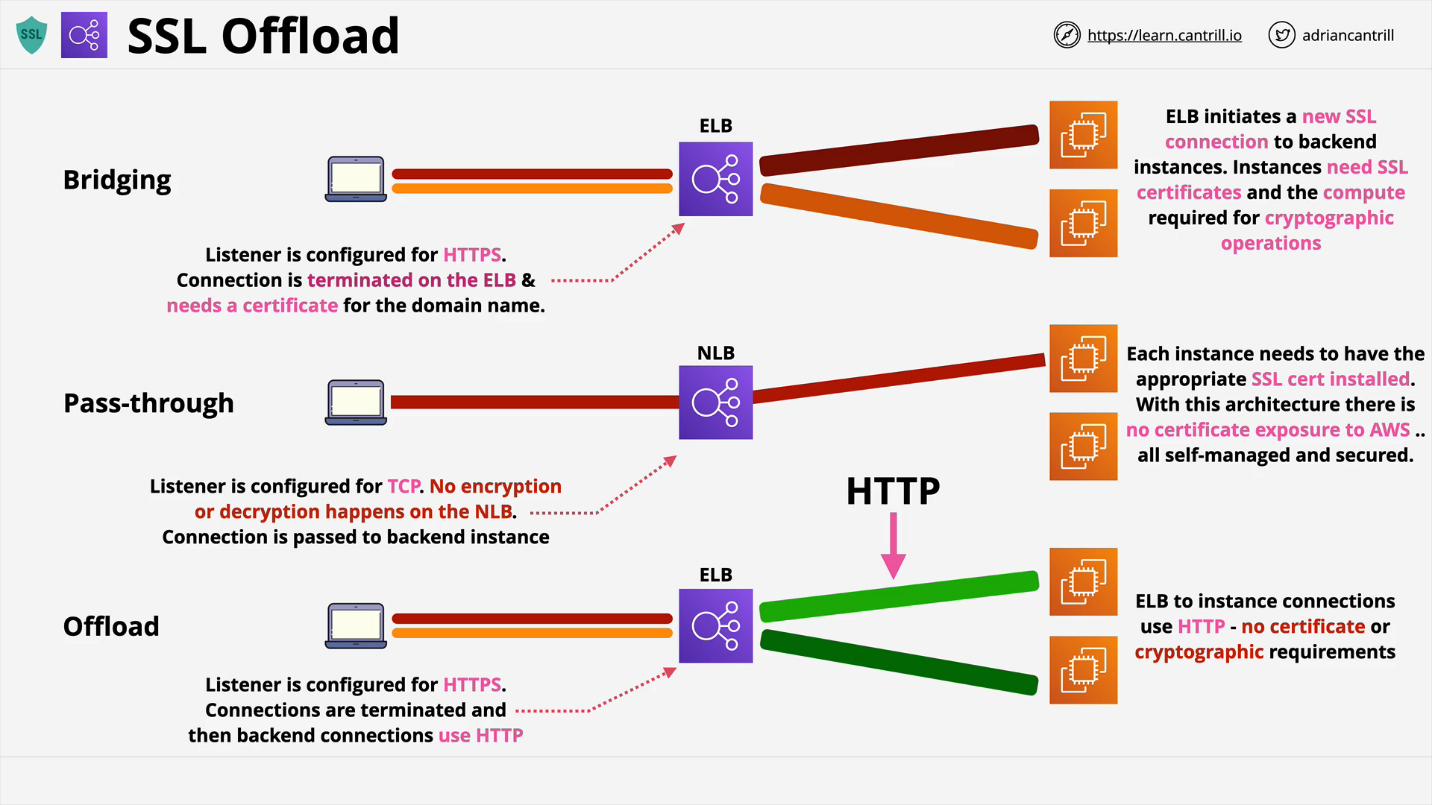 SSL
SSL Offload
https://learn.cantrill.io
adriancantrill
Bridging
ELB
ELB initiates a new SSL
connection to backend
instances. Instances need SSL
certificates and the compute
required for cryptographic
operations
Listener is configured for HTTPS.
Connection is terminated on the ELB &
needs a certificate for the domain name.
Pass-through
NLB
Each instance needs to have the
appropriate SSL cert installed.
With this architecture there is
no certificate exposure to AWS ..
all self-managed and secured.
Listener is configured for TCP. No encryption
or decryption happens on the NLB.
Connection is passed to backend instance
HTTP
Offload
ELB
ELB to instance connections
use HTTP - no certificate or
cryptographic requirements
Listener is configured for HTTPS.
Connections are terminated and
then backend connections use HTTP